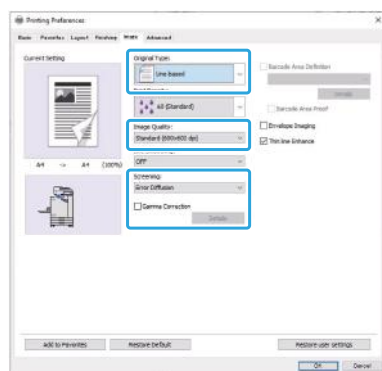 Printing Preferences
Basic Favorites Layout Finishing Image Advanced
Current Setting
Original Type:
Line based
All (Standard)
Image Quality:
Standard (600x600 dpi)
OFF
Screening:
Error Diffusion
Gamma Correction
Details
A4 -> A4 (100%)
Barcode Area Definition
Details
Barcode Area Proof
Envelope Imaging
Thin line Enhance
Add to Favorites
Restore Default
Restore user settings
OK
Cancel